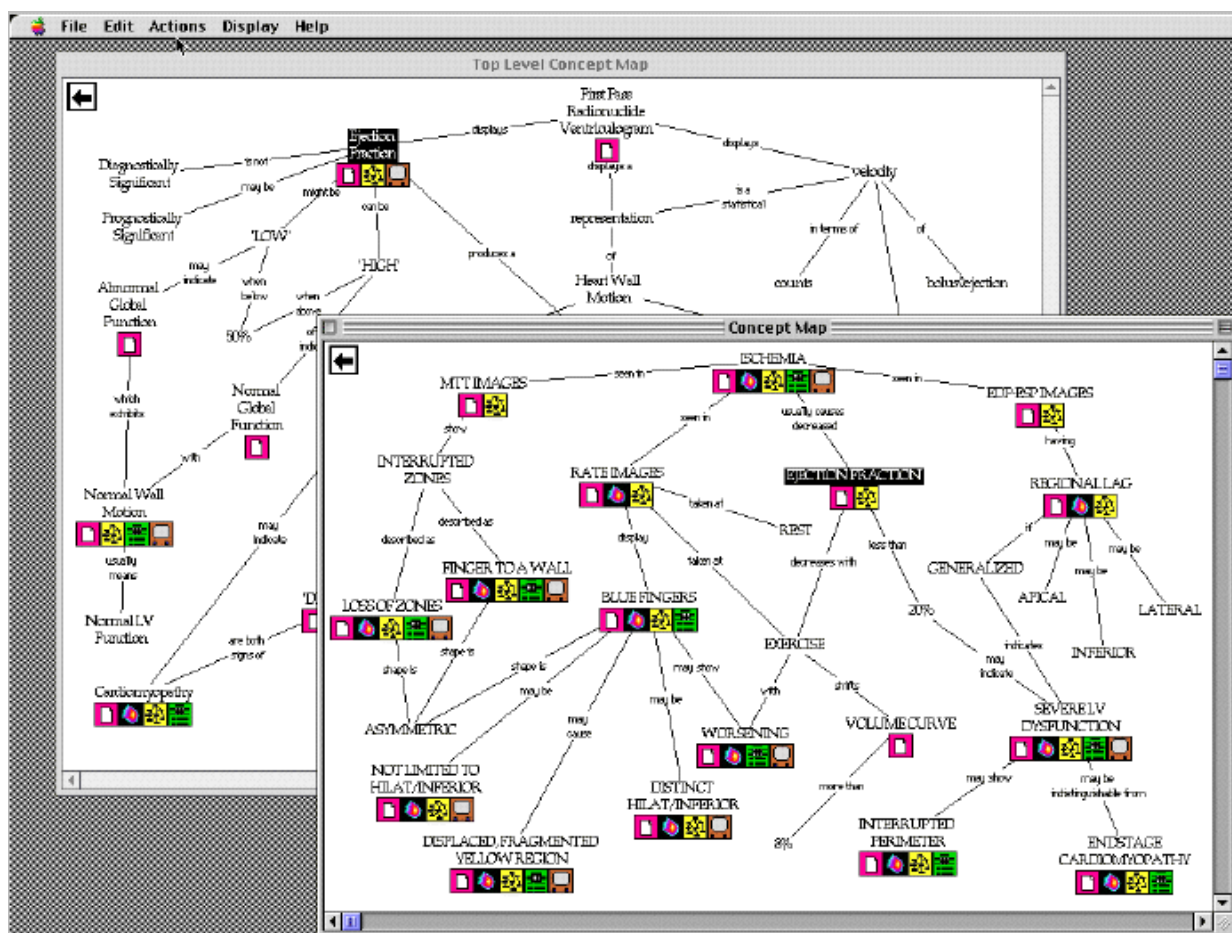 File Edit Actions Display Help
Top Level Concept Map
First Pass
Radionuclide
Ventriculogram
displays
Ejection
Fraction
displays
displays a
Diagnostically
Significant
is not
may be
might be
can be
velocity
is a
statistical
Prognostically
Significant
representation
in terms of
of
'LOW'
produces a
of
'HIGH'
may
indicate
when
below
Heart Wall
Motion
counts
bolus ejection
Abnormal
Global
Function
when
above
50%
which
exhibits
Normal
Global
Function
with
Normal Wall
Motion
may
indicate
usually
means
Normal LV
Function
are both
signs of
Cardiomyopathy
Concept Map
ISCHEMIA
seen in
seen in
MTT IMAGES
EDP-ESP IMAGES
seen in
usually causes
decreased
show
having
INTERRUPTED
ZONES
RATE IMAGES
EJECTION FRACTION
REGIONAL LAG
taken at
REST
described as
described as
display
taken at
decreases with
less than
if
may be
may be
may be
FINGER TO A WALL
GENERALIZED
APICAL
LATERAL
LOSS OF ZONES
BLUE FINGERS
20%
EXERCISE
INFERIOR
shape is
shape is
shape is
may be
may show
may be
with
shifts
may
indicate
indicates
ASYMMETRIC
may
cause
WORSENING
VOLUME CURVE
SEVERE LV
DYSFUNCTION
NOT LIMITED TO
HILAT/INFERIOR
DISTINCT
HILAT/INFERIOR
more than
may show
may be
indistinguishable from
8%
INTERRUPTED
PERIMETER
DISPLACED, FRAGMENTED
YELLOW REGION
ENDSTAGE
CARDIOMYOPATHY